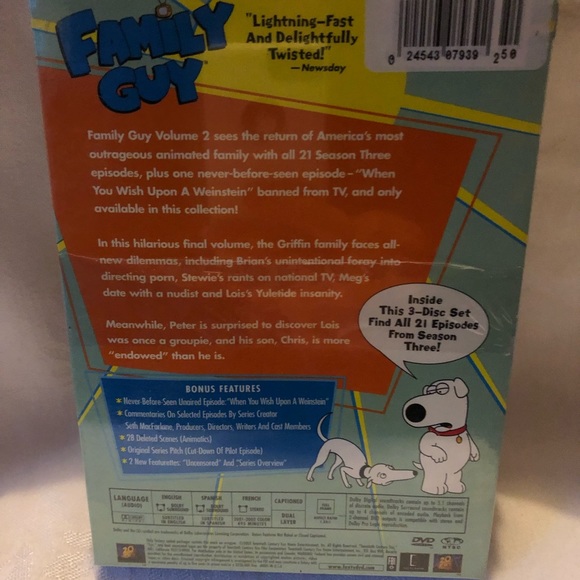 FAMILY
GUY
"Lightning–Fast
And Delightfully
Twisted!"
—Newsday
0 24543 07939 2 50
Family Guy Volume 2 sees the return of America's most
outrageous animated family with all 21 Season Three
episodes, plus one never-before-seen episode–"When
You Wish Upon A Weinstein" banned from TV, and only
available in this collection!
In this hilarious final volume, the Griffin family faces all-
new dilemmas, including Brian's unintentional foray into
directing porn, Stewie's rants on national TV, Meg's
date with a nudist and Lois's Yuletide insanity.
Meanwhile, Peter is surprised to discover Lois
was once a groupie, and his son, Chris, is more
"endowed" than he is.
Inside
This 3–Disc Set
Find All 21 Episodes
From Season
Three!
BONUS FEATURES
Never Before-Seen Unaired Episode: "When You Wish Upon A Weinstein"
Commentaries On Selected Episodes By Series Creator
Seth MacFarlane, Producers, Directors, Writers And Cast Members
28 Deleted Scenes (Animatics)
Original Series Pitch (Cut-Down Of Pilot Episode)
2 New Featurettes: "Uncensored" And "Series Overview"
LANGUAGE
(AUDIO)
ENGLISH
SPANISH
FRENCH
CAPTIONED
DUAL
LAYER
SUBTITLED
IN ENGLISH
SUBTITLED
IN SPANISH
DVD